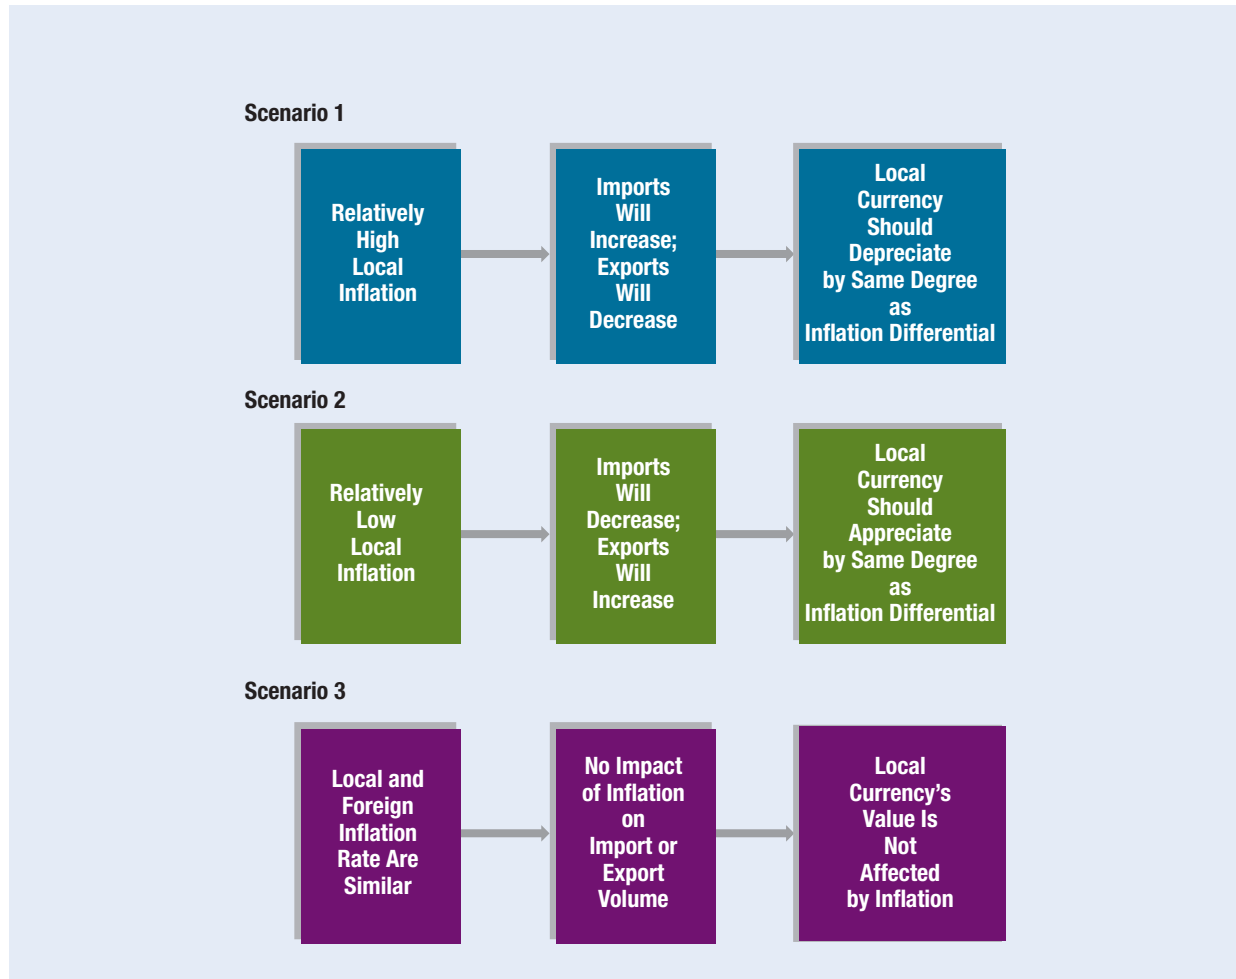 Scenario 1
Relatively
High
Local
Inflation
Imports
Will
Increase;
Exports
Will
Decrease
Local
Currency
Should
Depreciate
by Same Degree
as
Inflation Differential
Scenario 2
Relatively
Low
Local
Inflation
Imports
Will
Decrease;
Exports
Will
Increase
Local
Currency
Should
Appreciate
by Same Degree
as
Inflation Differential
Scenario 3
Local and
Foreign
Inflation
Rate Are
Similar
No Impact
of Inflation
on
Import or
Export
Volume
Local
Currency’s
Value Is
Not
Affected
by Inflation